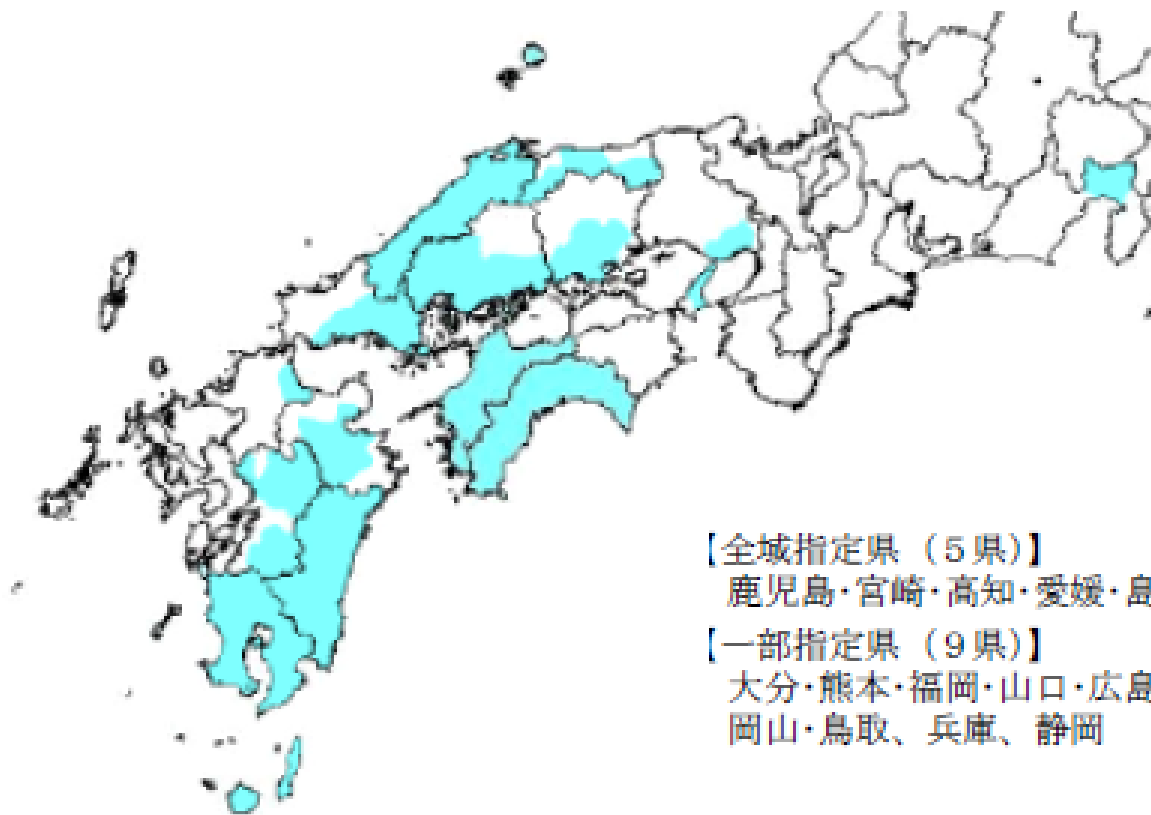 【全域指定県（５県）】
鹿児島・宮崎・高知・愛媛・島
【一部指定県（９県）】
大分・熊本・福岡・山口・広島
岡山・鳥取、兵庫、静岡